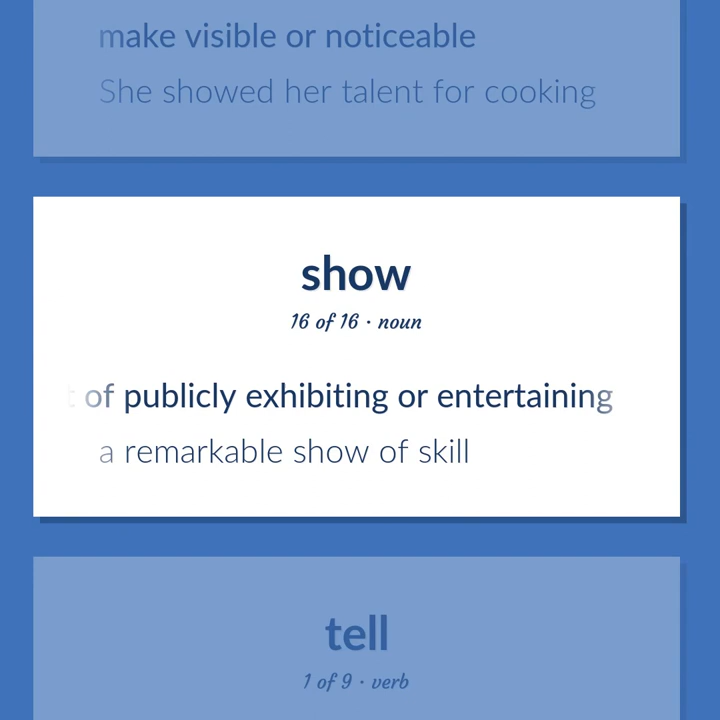 make visible or noticeable
She showed her talent for cooking
show
16 of 16 · noun
of publicly exhibiting or entertaining
a remarkable show of skill
tell
1 of 9 · verb